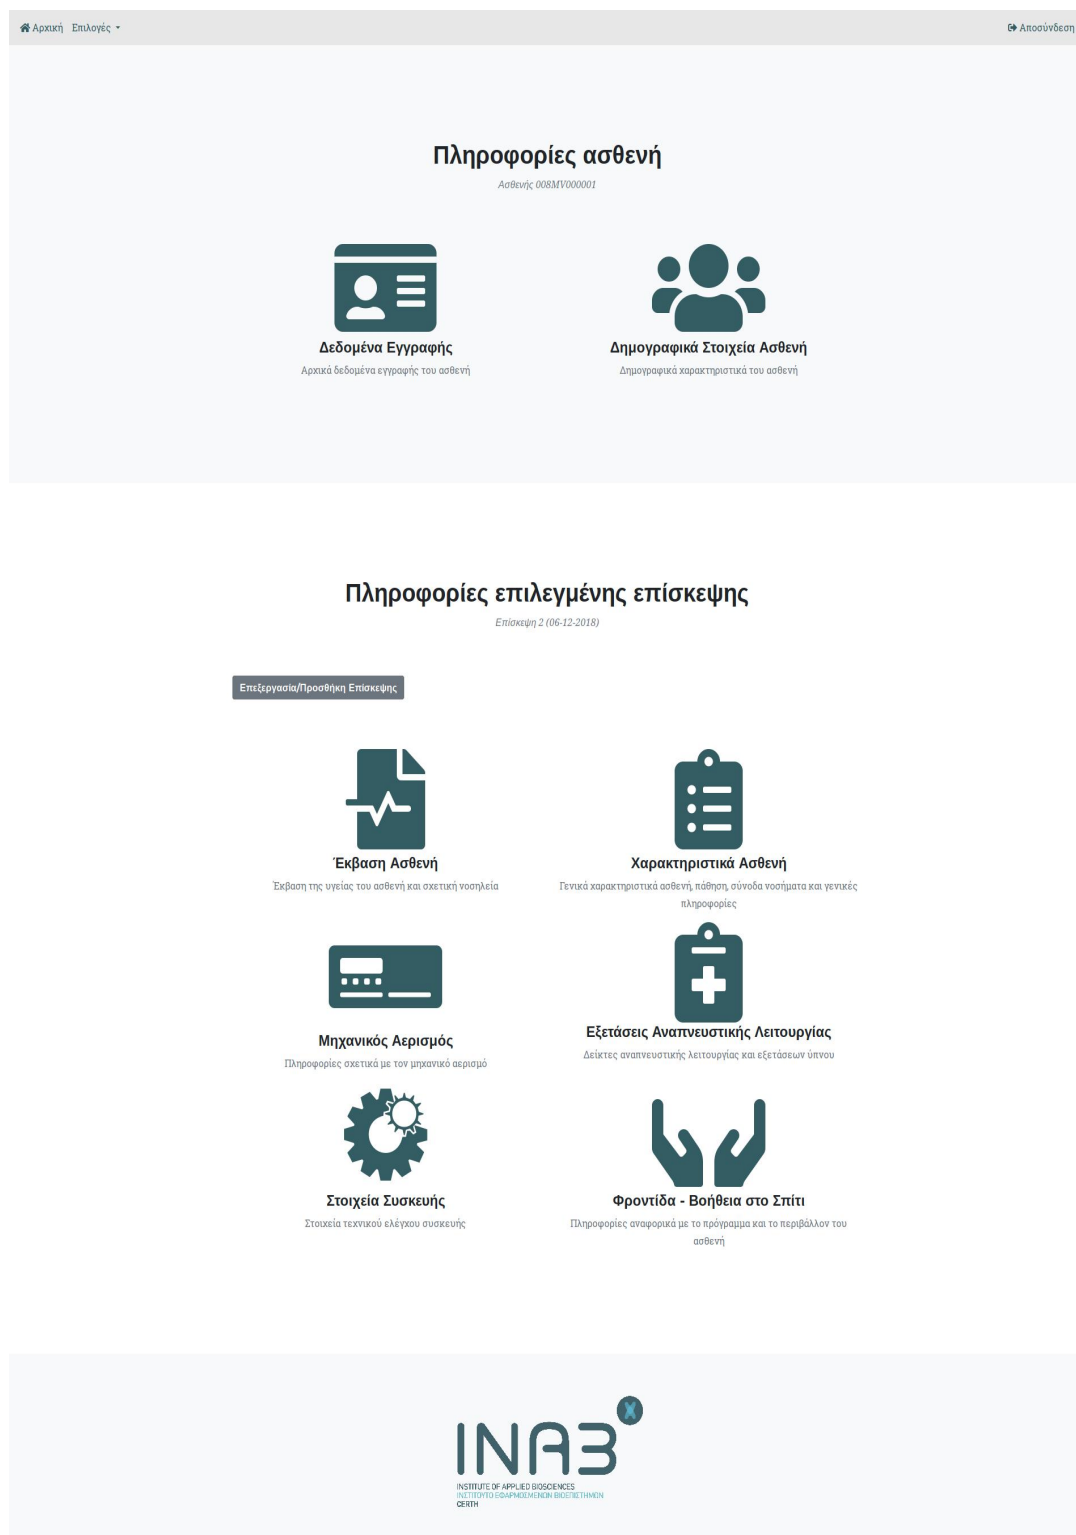 Αρχική Επιλογές Αποσύνδεση
Πληροφορίες ασθενή
Ασθενής 008MV000001
Δεδομένα Εγγραφής
Αρχικά δεδομένα εγγραφής του ασθενή
Δημογραφικά Στοιχεία Ασθενή
Δημογραφικά χαρακτηριστικά του ασθενή
Πληροφορίες επιλεγμένης επίσκεψης
Επίσκεψη 2 (06-12-2018)
Επεξεργασία/Προσθήκη Επίσκεψης
Έκβαση Ασθενή
Έκβαση της υγείας του ασθενή και σχετική νοσηλεία
Χαρακτηριστικά Ασθενή
Γενικά χαρακτηριστικά ασθενή, πάθηση, σύνοδα νοσήματα και γενικές
πληροφορίες
Μηχανικός Αερισμός
Πληροφορίες σχετικά με τον μηχανικό αερισμό
Εξετάσεις Αναπνευστικής Λειτουργίας
Δείκτες αναπνευστικής λειτουργίας και εξετάσεων ύπνου
Στοιχεία Συσκευής
Στοιχεία τεχνικού ελέγχου συσκευής
Φροντίδα - Βοήθεια στο Σπίτι
Πληροφορίες αναφορικά με το πρόγραμμα και το περιβάλλον του
ασθενή
INAB
INSTITUTE OF APPLIED BIOSCIENCES
ΙΝΣΤΙΤΟΥΤΟ ΕΦΑΡΜΟΣΜΕΝΩΝ ΒΙΟΕΠΙΣΤΗΜΩΝ
CERTH